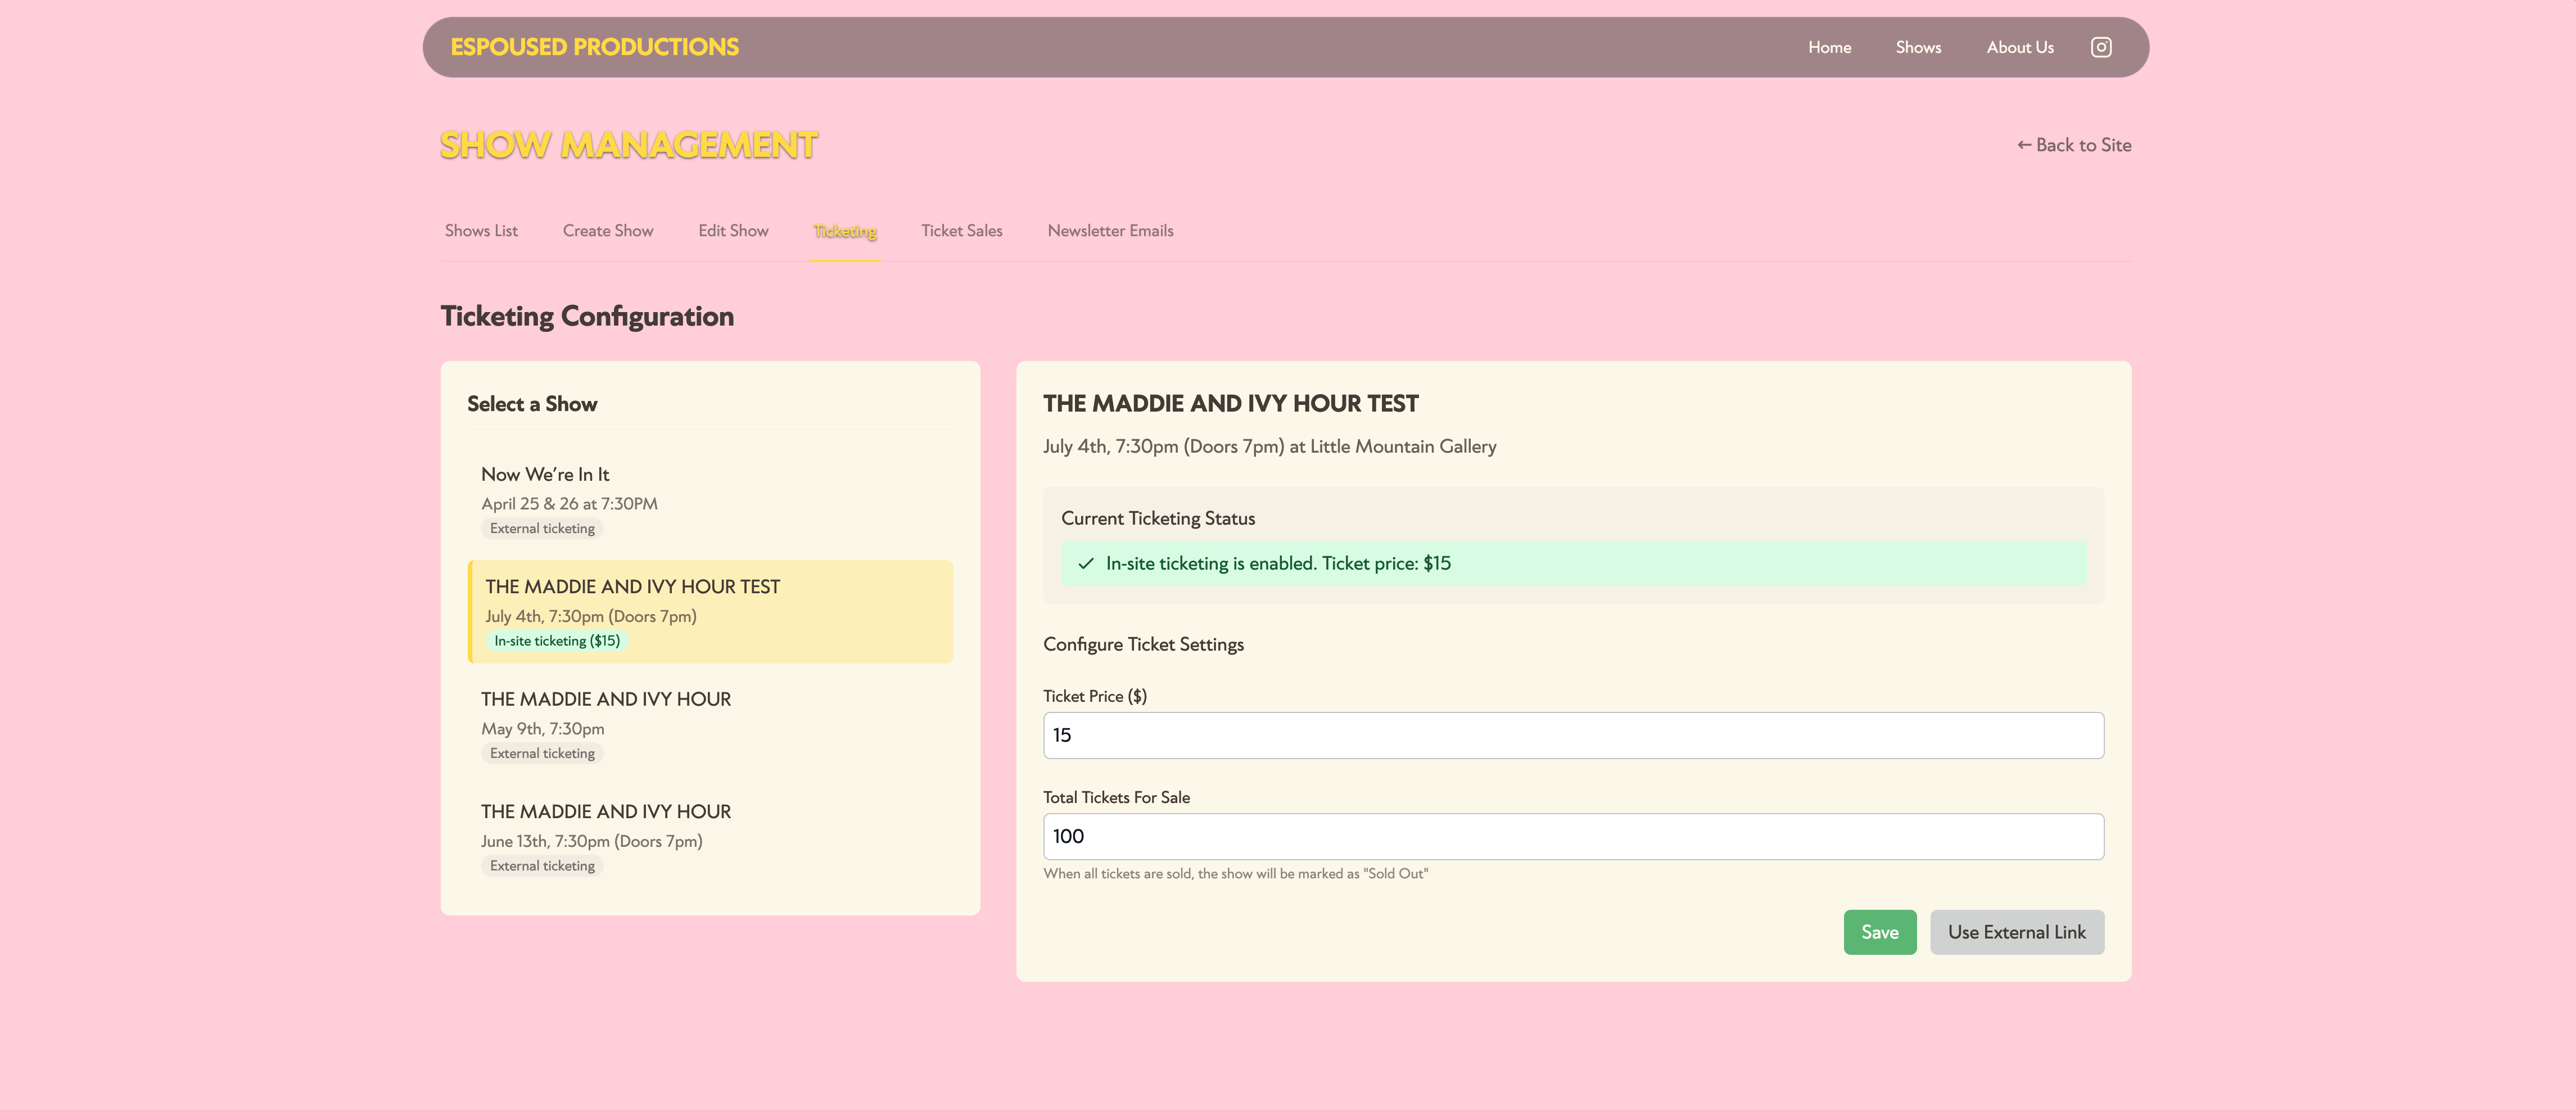 ESPOUSED PRODUCTIONS
Home Shows About Us
SHOW MANAGEMENT
← Back to Site
Shows List Create Show Edit Show Ticketing Ticket Sales Newsletter Emails
Ticketing Configuration
Select a Show
Now We're In It
April 25 & 26 at 7:30PM
External ticketing
THE MADDIE AND IVY HOUR TEST
July 4th, 7:30pm (Doors 7pm)
In-site ticketing ($15)
THE MADDIE AND IVY HOUR
May 9th, 7:30pm
External ticketing
THE MADDIE AND IVY HOUR
June 13th, 7:30pm (Doors 7pm)
External ticketing
THE MADDIE AND IVY HOUR TEST
July 4th, 7:30pm (Doors 7pm) at Little Mountain Gallery
Current Ticketing Status
✓ In-site ticketing is enabled. Ticket price: $15
Configure Ticket Settings
Ticket Price ($)
15
Total Tickets For Sale
100
When all tickets are sold, the show will be marked as "Sold Out"
Save Use External Link